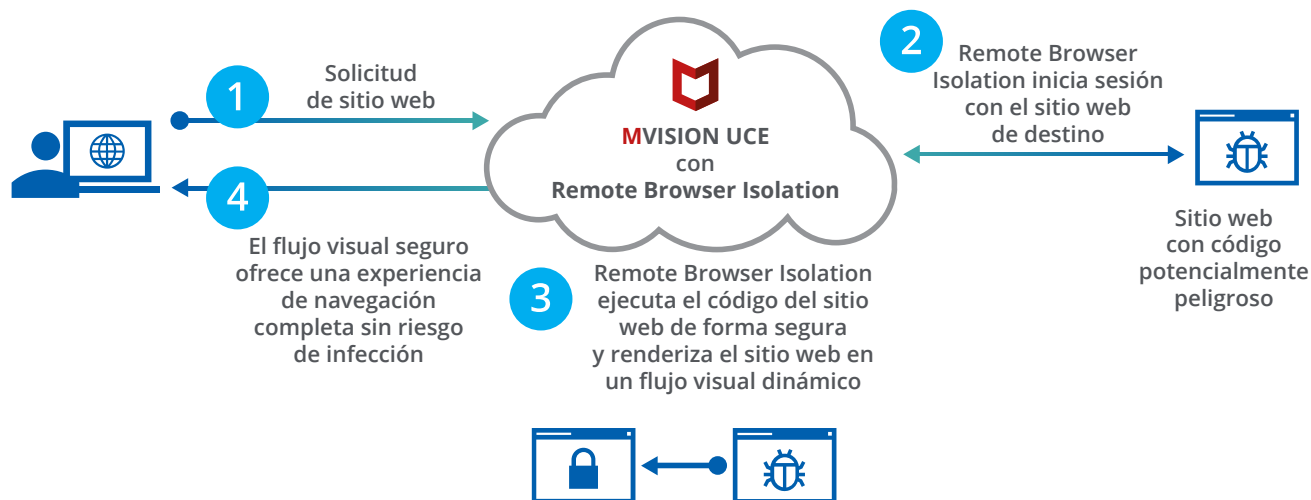 1
Solicitud
de sitio web
MVISION UCE
con
Remote Browser Isolation
2
Remote Browser
Isolation inicia sesión
con el sitio web
de destino
Sitio web
con código
potencialmente
peligroso
3
Remote Browser Isolation
ejecuta el código del sitio
web de forma segura
y renderiza el sitio web en
un flujo visual dinámico
4
El flujo visual seguro
ofrece una experiencia
de navegación
completa sin riesgo
de infección